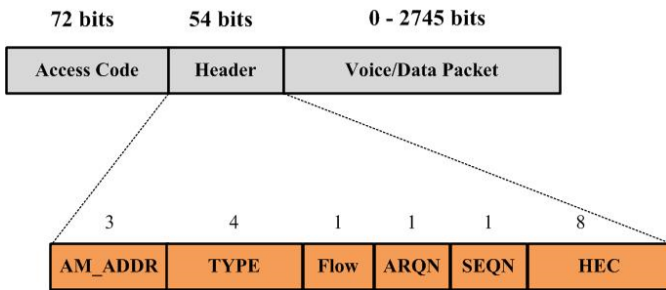 72 bits 54 bits 0 - 2745 bits
Access Code Header Voice/Data Packet
3 4 1 1 1 8
AM_ADDR TYPE Flow ARQN SEQN HEC